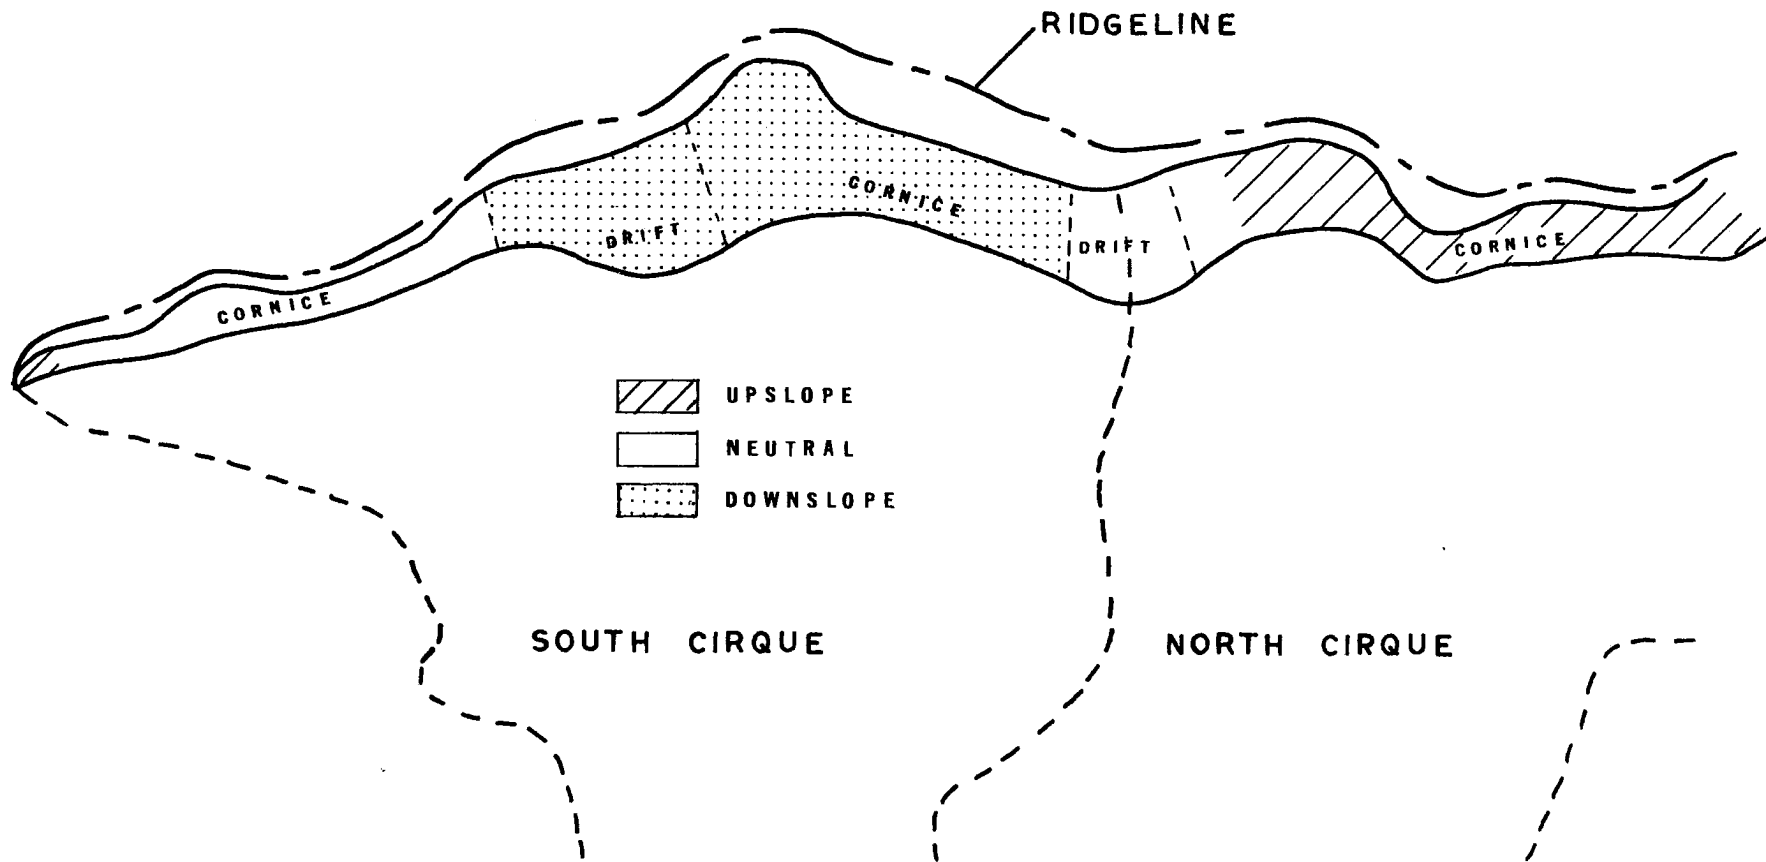 RIDGELINE
CORNICE
DRIFT
DRIFT
CORNICE
CORNICE
UPSLOPE
NEUTRAL
DOWNSLOPE
SOUTH CIRQUE
NORTH CIRQUE